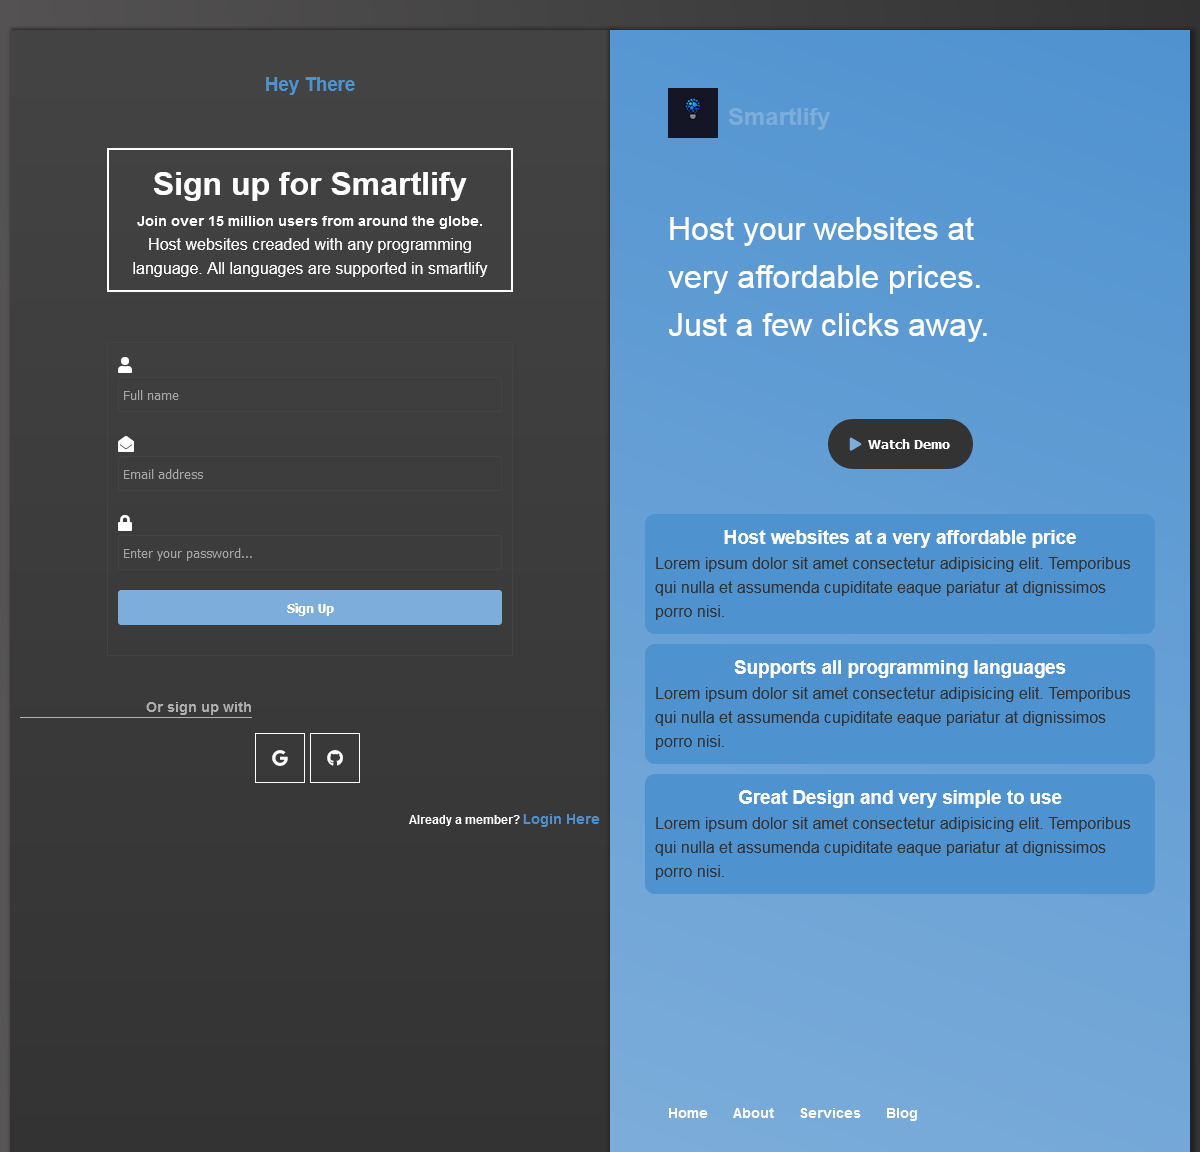 Hey There
Sign up for Smartlify
Join over 15 million users from around the globe.
Host websites creaded with any programming
language. All languages are supported in smartlify
Full name
Email address
Enter your password...
Sign Up
Or sign up with
Already a member? Login Here
Smartlify
Host your websites at
very affordable prices.
Just a few clicks away.
Watch Demo
Host websites at a very affordable price
Lorem ipsum dolor sit amet consectetur adipisicing elit. Temporibus
qui nulla et assumenda cupiditate eaque pariatur at dignissimos
porro nisi.
Supports all programming languages
Lorem ipsum dolor sit amet consectetur adipisicing elit. Temporibus
qui nulla et assumenda cupiditate eaque pariatur at dignissimos
porro nisi.
Great Design and very simple to use
Lorem ipsum dolor sit amet consectetur adipisicing elit. Temporibus
qui nulla et assumenda cupiditate eaque pariatur at dignissimos
porro nisi.
Home About Services Blog